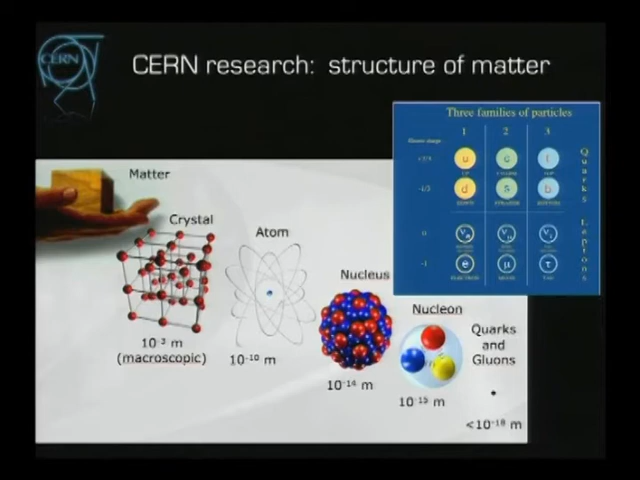 CERN
CERN research: structure of matter
Three families of particles
1 2 3
+2/3
u c t
UP CHARM TOP
-1/3
d s b
DOWN STRANGE BOTTOM
Quarks
0
νe νμ ντ
-1
e μ τ
ELECTRON MUON TAU
Leptons
Matter
Crystal
10⁻³ m
(macroscopic)
Atom
10⁻¹⁰ m
Nucleus
10⁻¹⁴ m
Nucleon
10⁻¹⁵ m
Quarks
and
Gluons
<10⁻¹⁸ m